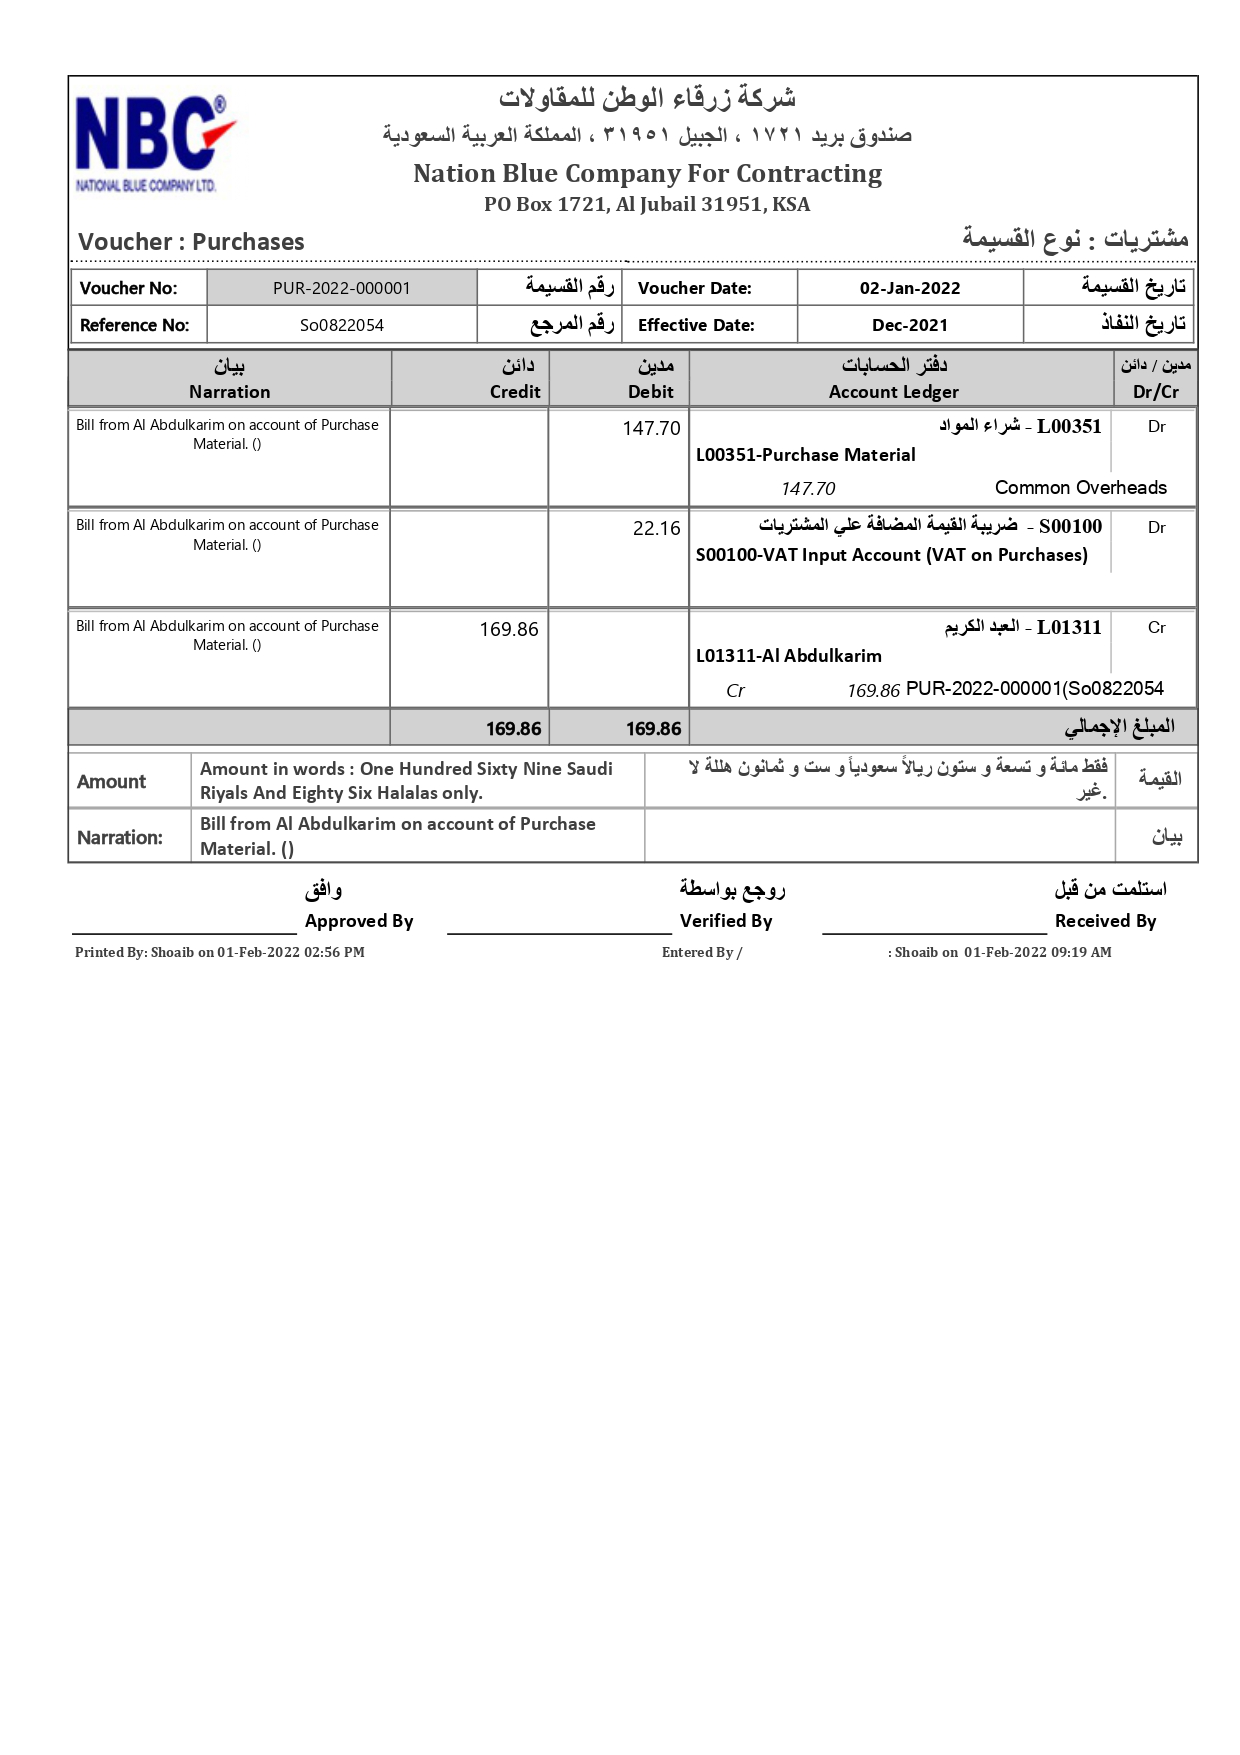 NBC®
NATIONAL BLUE COMPANY LTD.
شركة زرقاء الوطن للمقاولات
صندوق بريد ١٧٢١ ، الجبيل ٣١٩٥١ ، المملكة العربية السعودية
Nation Blue Company For Contracting
PO Box 1721, Al Jubail 31951, KSA
Voucher : Purchases مشتريات : نوع القسيمة
Voucher No: PUR-2022-000001 رقم القسيمة Voucher Date: 02-Jan-2022 تاريخ القسيمة
Reference No: So0822054 رقم المرجع Effective Date: Dec-2021 تاريخ النفاذ
بيان دائن مدين دفتر الحسابات مدين / دائن
Narration Credit Debit Account Ledger Dr/Cr
Bill from Al Abdulkarim on account of Purchase 147.70 L00351 - شراء المواد Dr
Material. () L00351-Purchase Material
147.70 Common Overheads
Bill from Al Abdulkarim on account of Purchase 22.16 S00100 - ضريبة القيمة المضافة علي المشتريات Dr
Material. () S00100-VAT Input Account (VAT on Purchases)
Bill from Al Abdulkarim on account of Purchase 169.86 L01311 - العبد الكريم Cr
Material. () L01311-Al Abdulkarim
Cr 169.86 PUR-2022-000001(So0822054
169.86 169.86 المبلغ الإجمالي
Amount Amount in words : One Hundred Sixty Nine Saudi فقط مائة و تسعة و ستون ريالاً سعودياً و ست و ثمانون هللة لا القيمة
Riyals And Eighty Six Halalas only. غير.
Narration: Bill from Al Abdulkarim on account of Purchase بيان
Material. ()
وافق روجع بواسطة استلمت من قبل
Approved By Verified By Received By
Printed By: Shoaib on 01-Feb-2022 02:56 PM Entered By / : Shoaib on 01-Feb-2022 09:19 AM